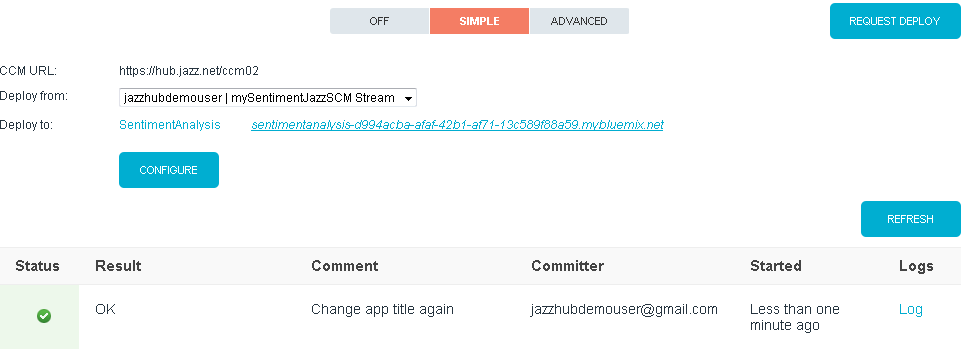 OFF SIMPLE ADVANCED REQUEST DEPLOY
CCM URL: https://hub.jazz.net/ccm02
Deploy from: jazzhubdemouser | mySentimentJazzSCM Stream
Deploy to: SentimentAnalysis sentimentanalysis-d994acba-afaf-42b1-af71-13c589f88a59.mybluemix.net
CONFIGURE
REFRESH
Status Result Comment Committer Started Logs
OK Change app title again jazzhubdemouser@gmail.com Less than one Log
minute ago